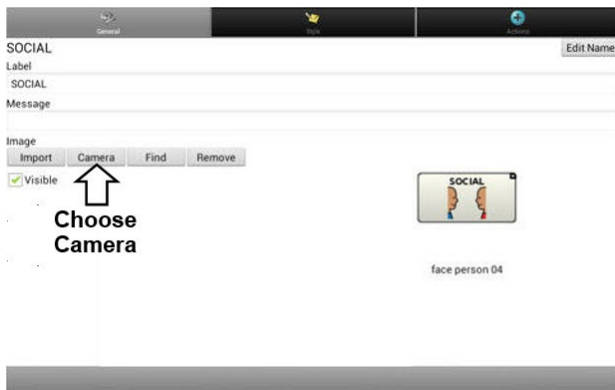 General Style Actions
SOCIAL Edit Name
Label
SOCIAL
Message
Image
Import Camera Find Remove
Visible
SOCIAL
Choose
Camera
face person 04